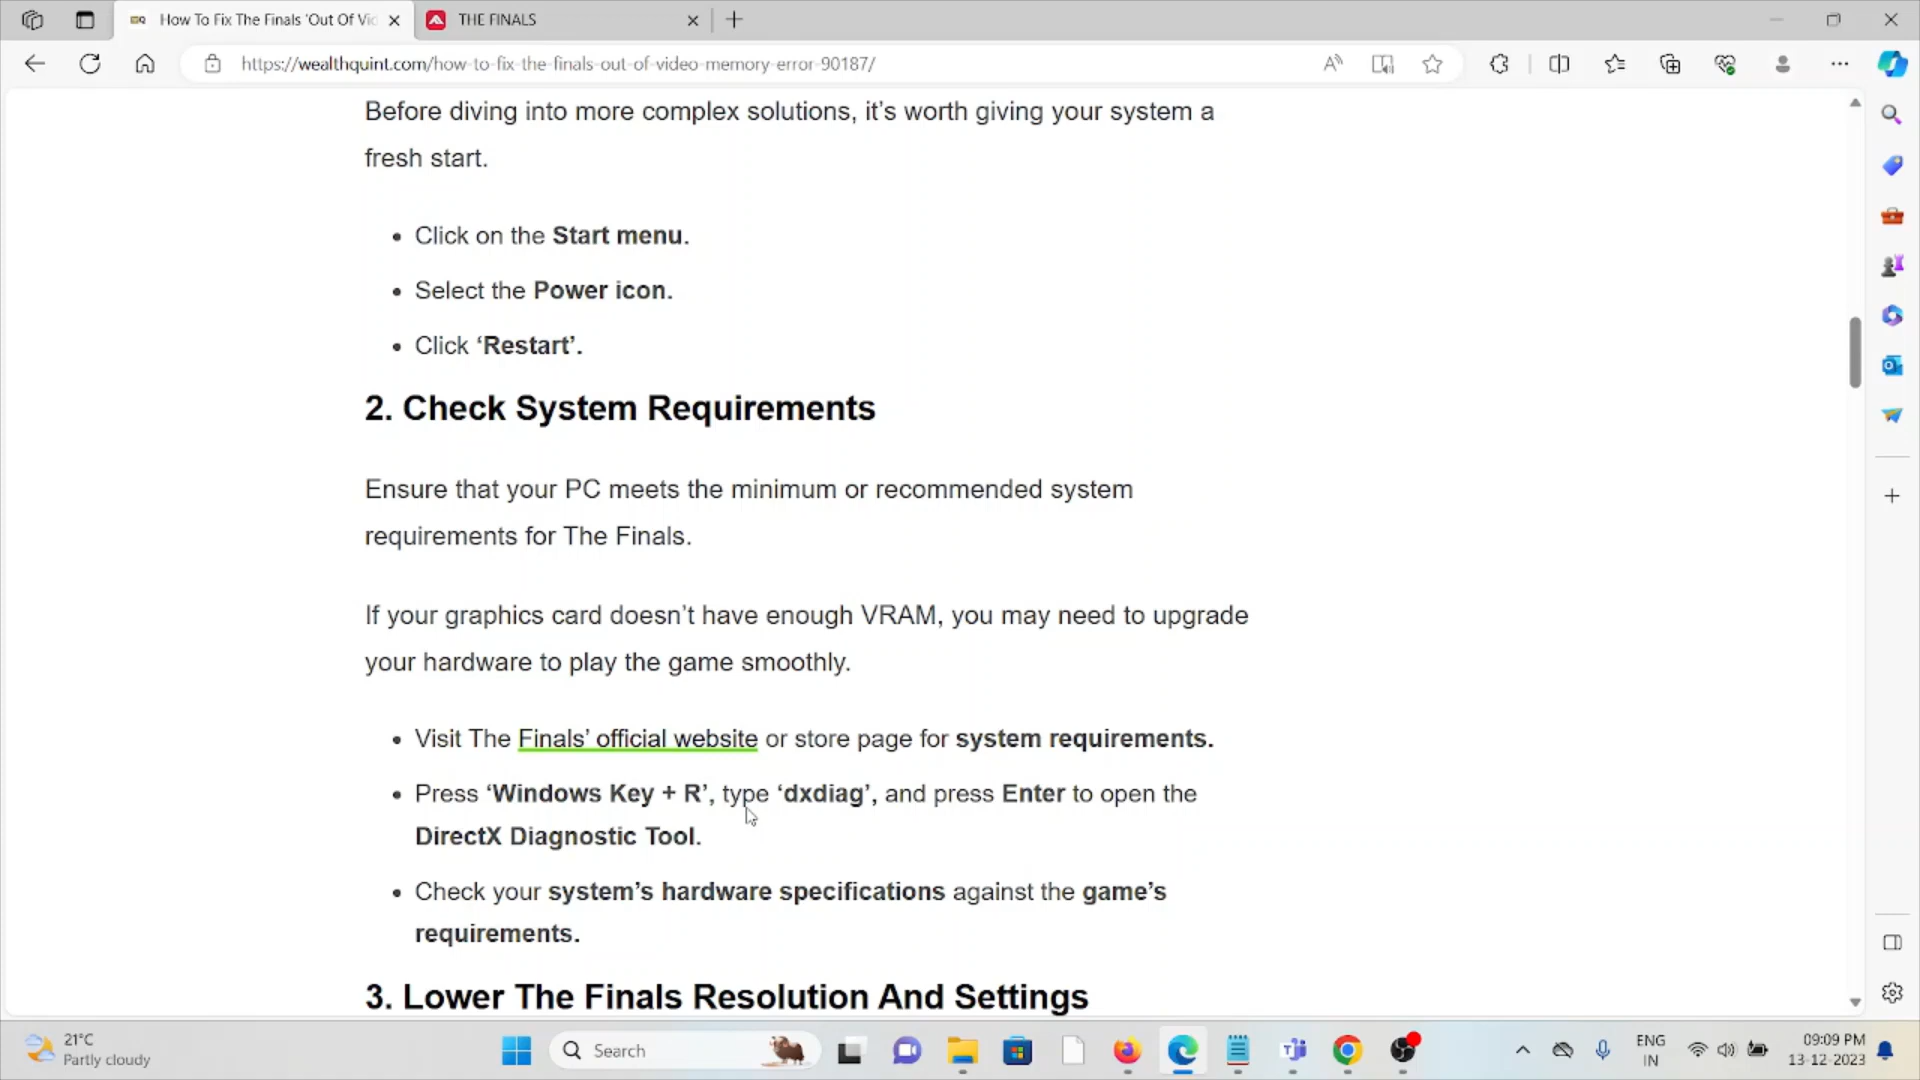 How To Fix The Finals 'Out Of Vid
THE FINALS
https://wealthquint.com/how-to-fix-the-finals-out-of-video-memory-error-90187/
Before diving into more complex solutions, it’s worth giving your system a
fresh start.
• Click on the Start menu.
• Select the Power icon.
• Click ‘Restart’.
2. Check System Requirements
Ensure that your PC meets the minimum or recommended system
requirements for The Finals.
If your graphics card doesn’t have enough VRAM, you may need to upgrade
your hardware to play the game smoothly.
• Visit The Finals’ official website or store page for system requirements.
• Press ‘Windows Key + R’, type ‘dxdiag’, and press Enter to open the
DirectX Diagnostic Tool.
• Check your system’s hardware specifications against the game’s
requirements.
3. Lower The Finals Resolution And Settings
21°C
Partly cloudy
Search
ENG
IN
09:09 PM
13-12-2023